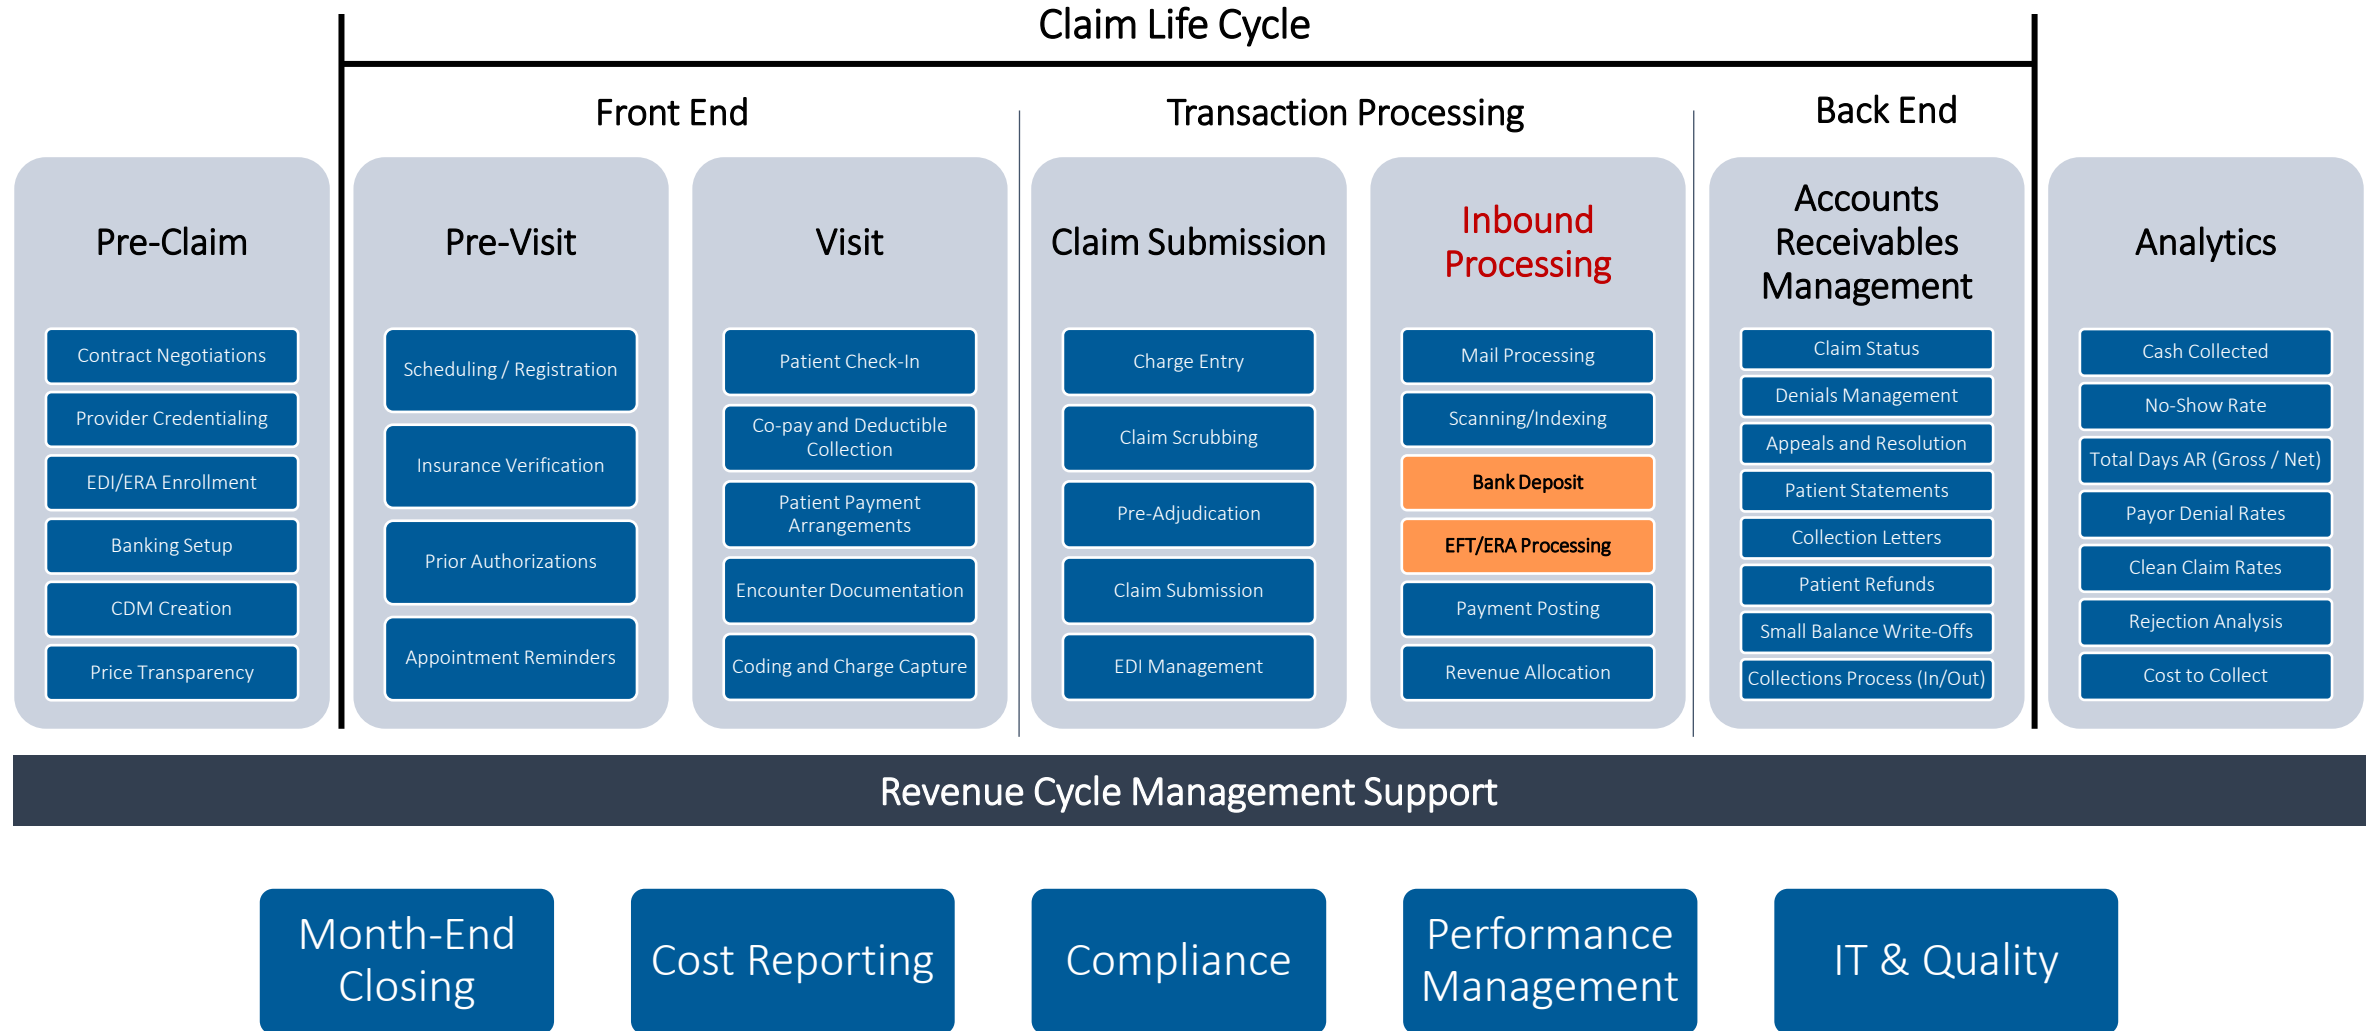 Claim Life Cycle
Front End
Transaction Processing
Back End
Pre-Claim
Contract Negotiations
Provider Credentialing
EDI/ERA Enrollment
Banking Setup
CDM Creation
Price Transparency
Pre-Visit
Scheduling / Registration
Insurance Verification
Prior Authorizations
Appointment Reminders
Visit
Patient Check-In
Co-pay and Deductible
Collection
Patient Payment
Arrangements
Encounter Documentation
Coding and Charge Capture
Claim Submission
Charge Entry
Claim Scrubbing
Pre-Adjudication
Claim Submission
EDI Management
Inbound
Processing
Mail Processing
Scanning/Indexing
Bank Deposit
EFT/ERA Processing
Payment Posting
Revenue Allocation
Accounts
Receivables
Management
Claim Status
Denials Management
Appeals and Resolution
Patient Statements
Collection Letters
Patient Refunds
Small Balance Write-Offs
Collections Process (In/Out)
Analytics
Cash Collected
No-Show Rate
Total Days AR (Gross / Net)
Payor Denial Rates
Clean Claim Rates
Rejection Analysis
Cost to Collect
Revenue Cycle Management Support
Month-End
Closing
Cost Reporting
Compliance
Performance
Management
IT & Quality